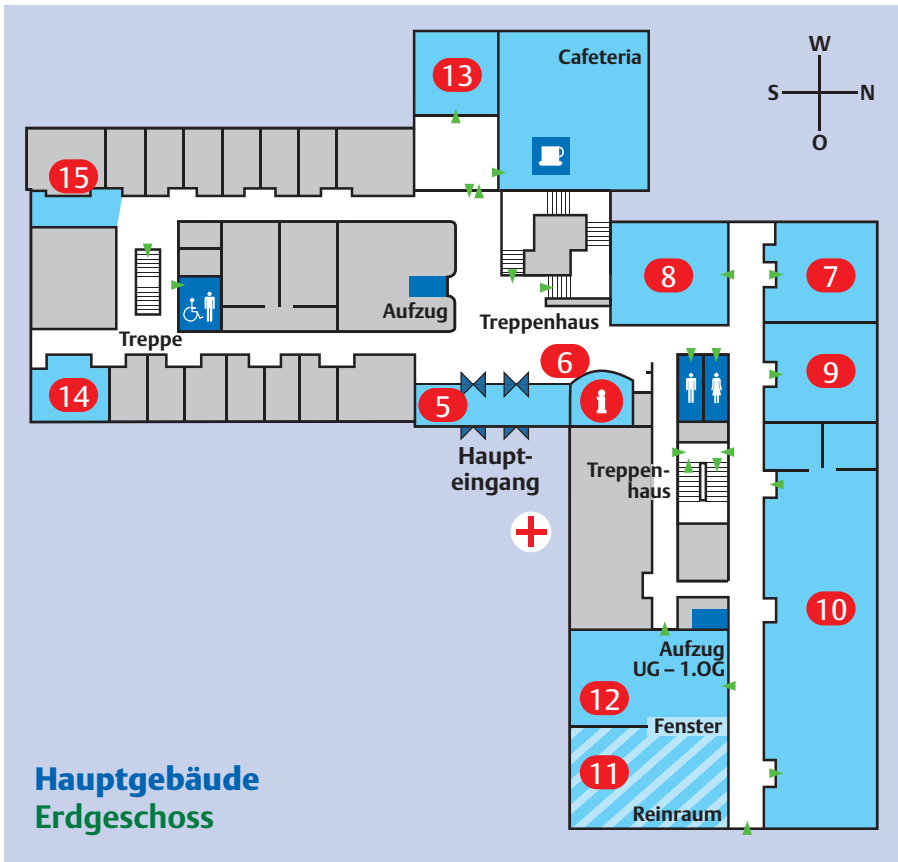 Cafeteria
W
S
N
O
13
15
8
7
Aufzug
Treppenhaus
Treppe
6
9
14
5
i
Haupt-
eingang
Treppen-
haus
10
Aufzug
UG – 1.OG
12
Fenster
11
Reinraum
Hauptgebäude
Erdgeschoss